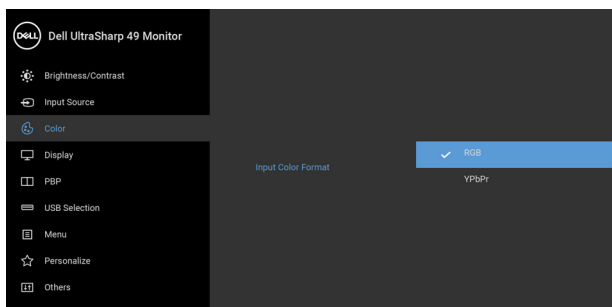 DELL Dell UltraSharp 49 Monitor
Brightness/Contrast
Input Source
Color
Display
PBP
USB Selection
Menu
Personalize
Others
Input Color Format
RGB
YPbPr